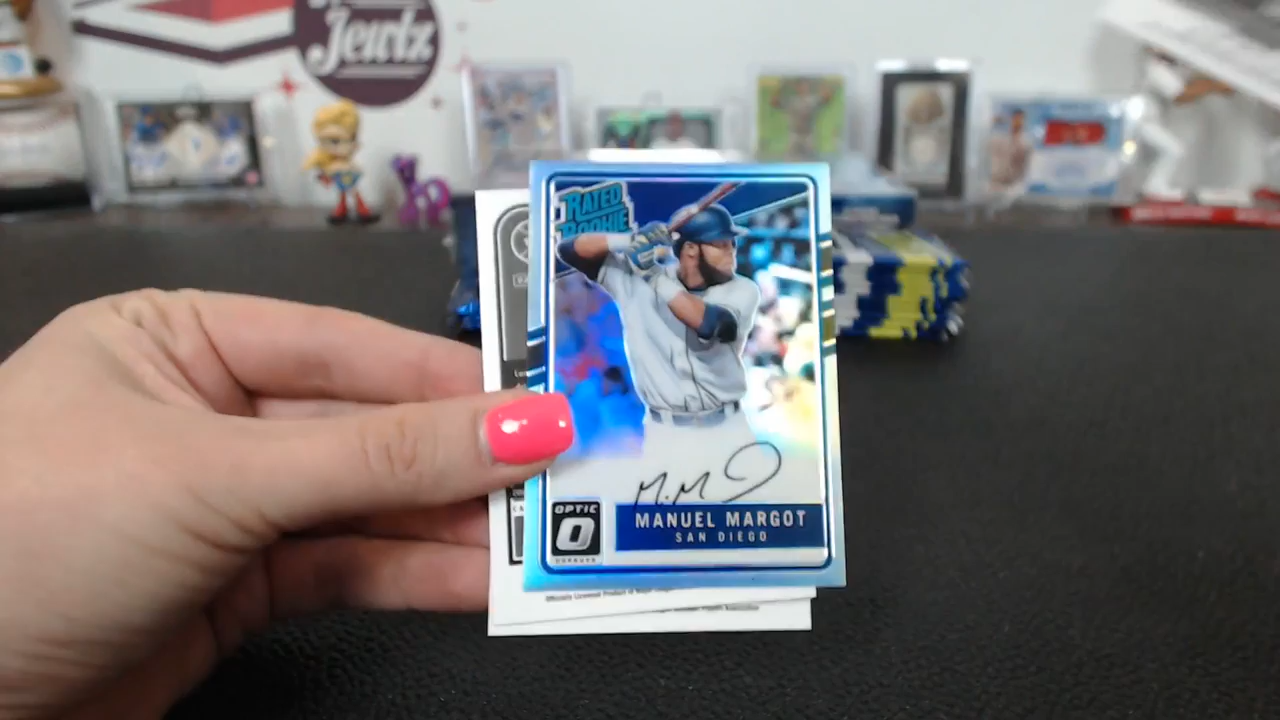 Jewlz
RATED
ROOKIE
M.M
OPTIC
O
DONRUSS
MANUEL MARGOT
SAN DIEGO
Officially Licensed Product of Major League